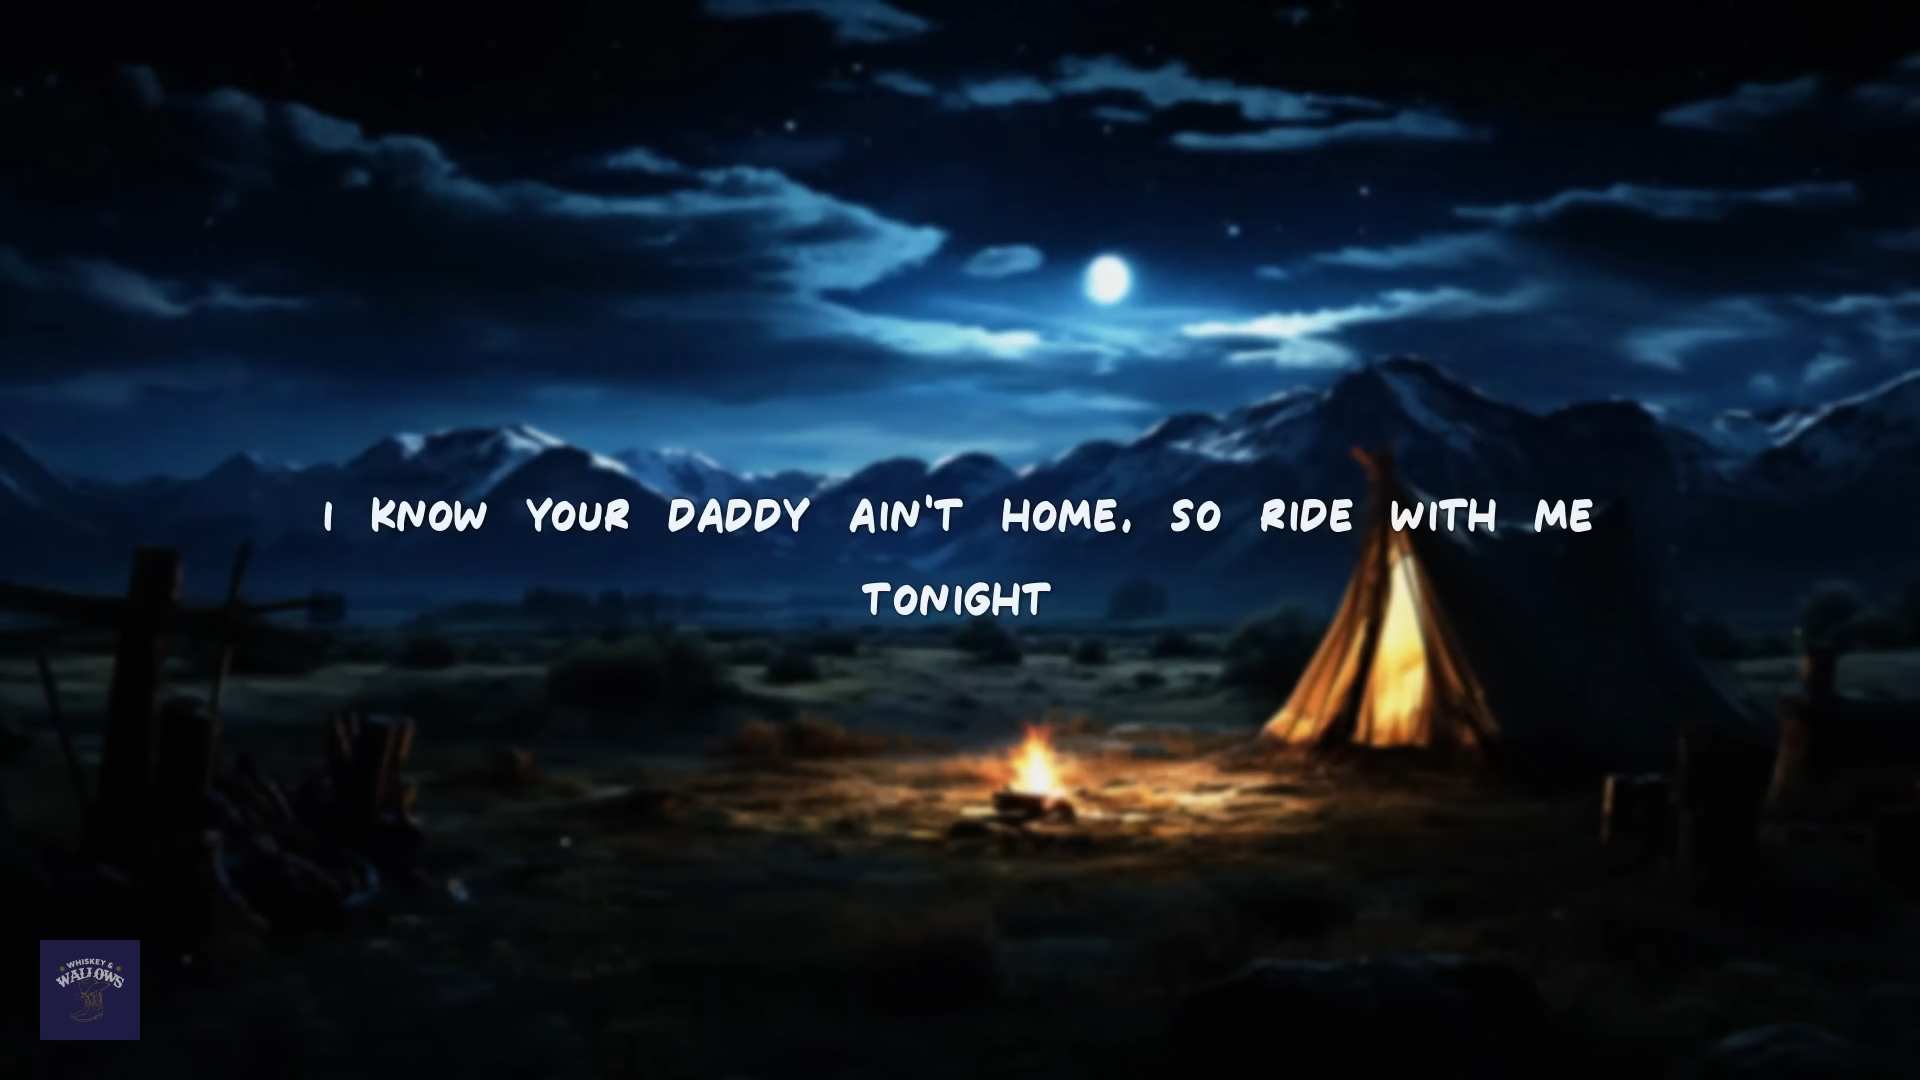 I KNOW YOUR DADDY AIN'T HOME, SO RIDE WITH ME
TONIGHT
WHISKEY &
WALLOWS